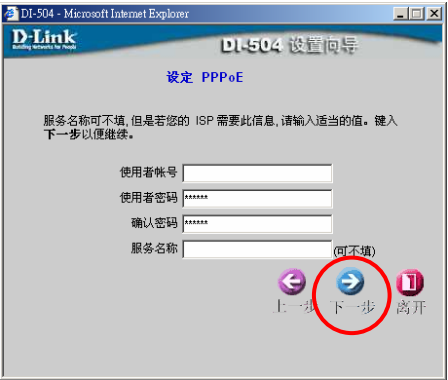 DI-504 - Microsoft Internet Explorer
D-Link
Building Networks for People
DI-504 设置向导
设定 PPPoE
服务名称可不填,但是若您的 ISP 需要此信息,请输入适当的值。键入
下一步以便继续。
使用者帐号
使用者密码 ******
确认密码 ******
服务名称 (可不填)
上一步 下一步 离开